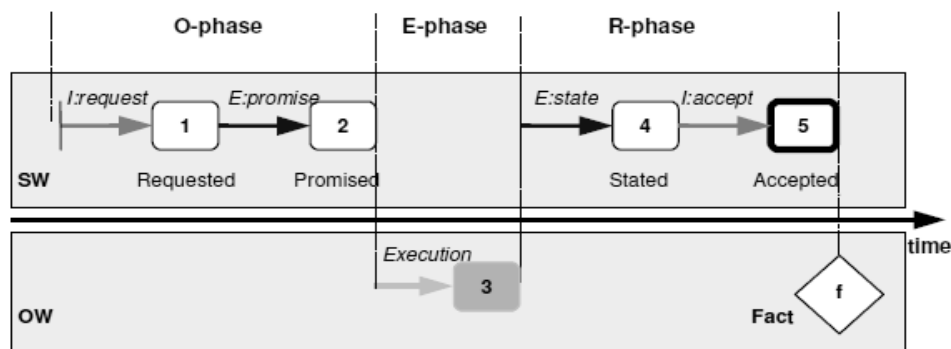 O-phase E-phase R-phase
I:request E:promise E:state I:accept
1 2 4 5
SW Requested Promised Stated Accepted
time
Execution
3 f
OW Fact